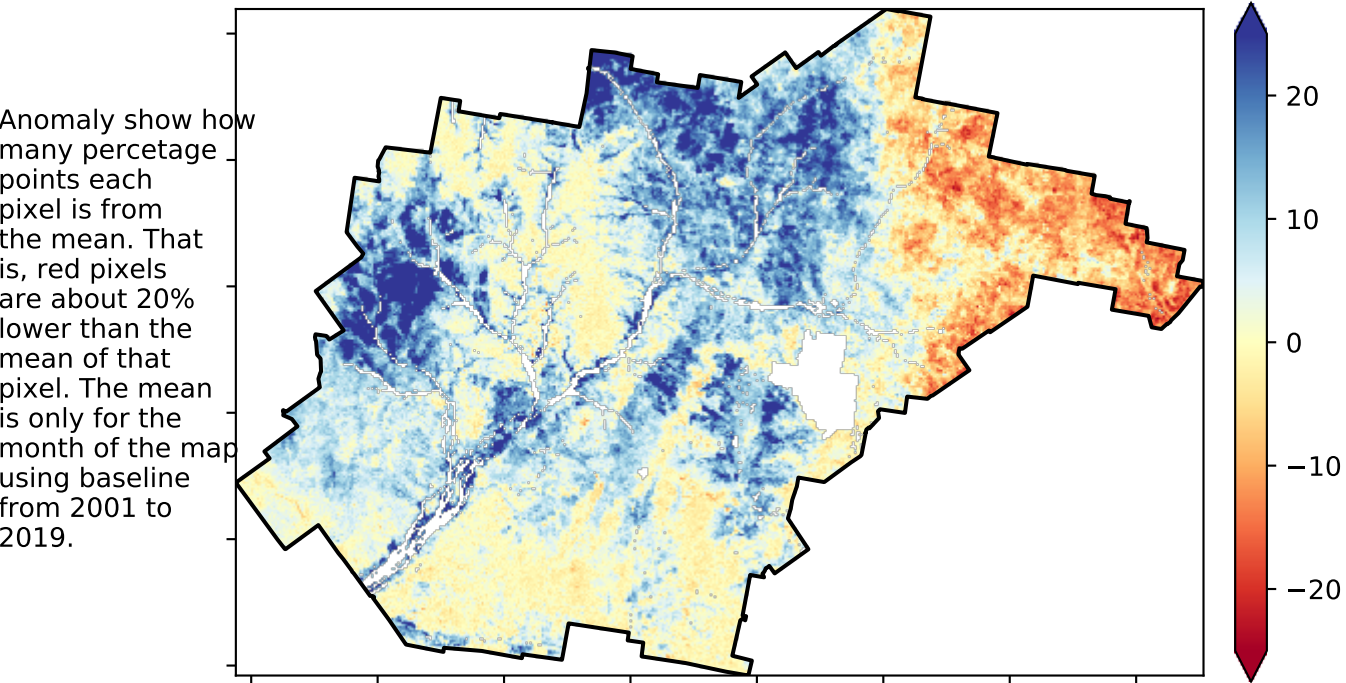 Anomaly show how
many percetage
points each
pixel is from
the mean. That
is, red pixels
are about 20%
lower than the
mean of that
pixel. The mean
is only for the
month of the map
using baseline
from 2001 to
2019.
20
10
0
−10
−20